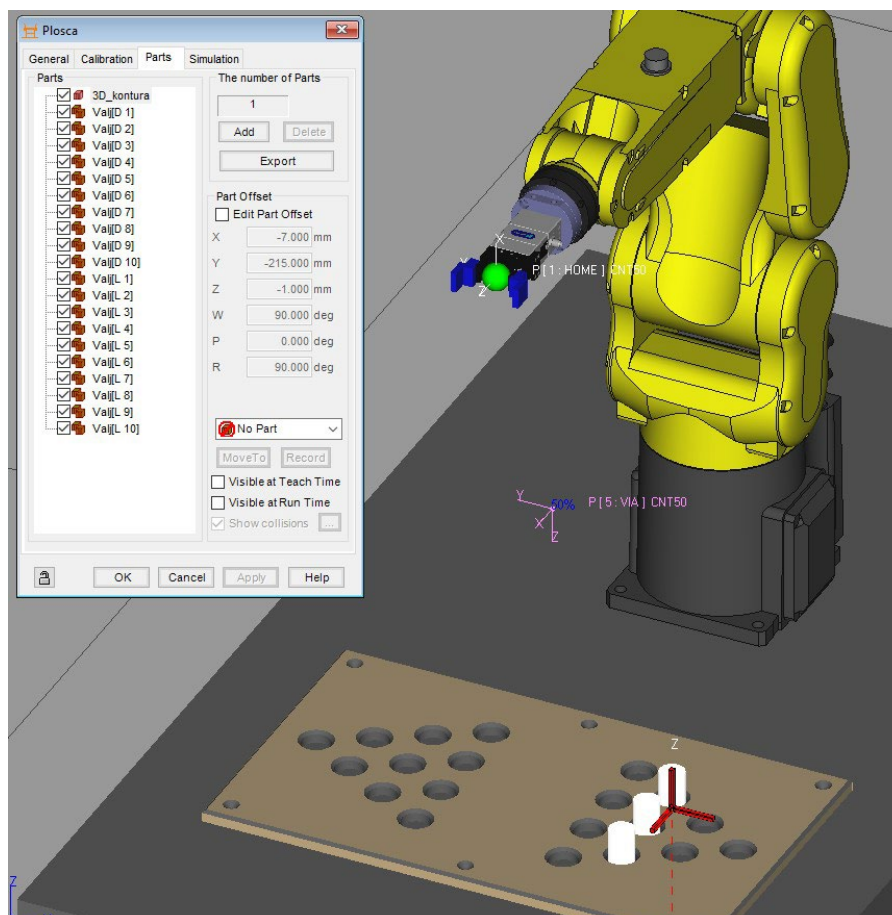 Plosca
General Calibration Parts Simulation
Parts
3D_kontura
Valj[D 1]
Valj[D 2]
Valj[D 3]
Valj[D 4]
Valj[D 5]
Valj[D 6]
Valj[D 7]
Valj[D 8]
Valj[D 9]
Valj[D 10]
Valj[L 1]
Valj[L 2]
Valj[L 3]
Valj[L 4]
Valj[L 5]
Valj[L 6]
Valj[L 7]
Valj[L 8]
Valj[L 9]
Valj[L 10]
The number of Parts
1
Add Delete
Export
Part Offset
Edit Part Offset
X -7.000 mm
Y -215.000 mm
Z -1.000 mm
W 90.000 deg
P 0.000 deg
R 90.000 deg
No Part
MoveTo Record
Visible at Teach Time
Visible at Run Time
Show collisions ...
OK Cancel Apply Help
X
Y
Z
P[1:HOME ] CNT50
Y
50% P[5:VIA] CNT50
X
Z
Z
Z